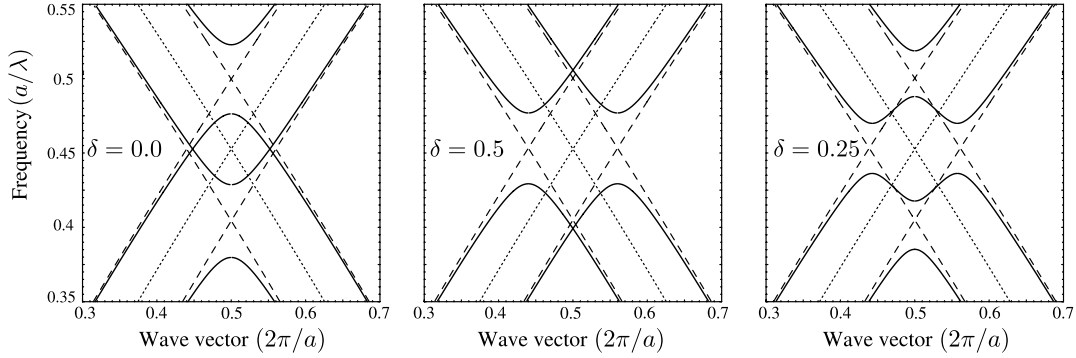 Frequency (a/λ)
0.55
0.5
0.45
0.4
0.35
δ = 0.0
0.3 0.4 0.5 0.6 0.7
Wave vector (2π/a)
δ = 0.5
0.3 0.4 0.5 0.6 0.7
Wave vector (2π/a)
δ = 0.25
0.3 0.4 0.5 0.6 0.7
Wave vector (2π/a)